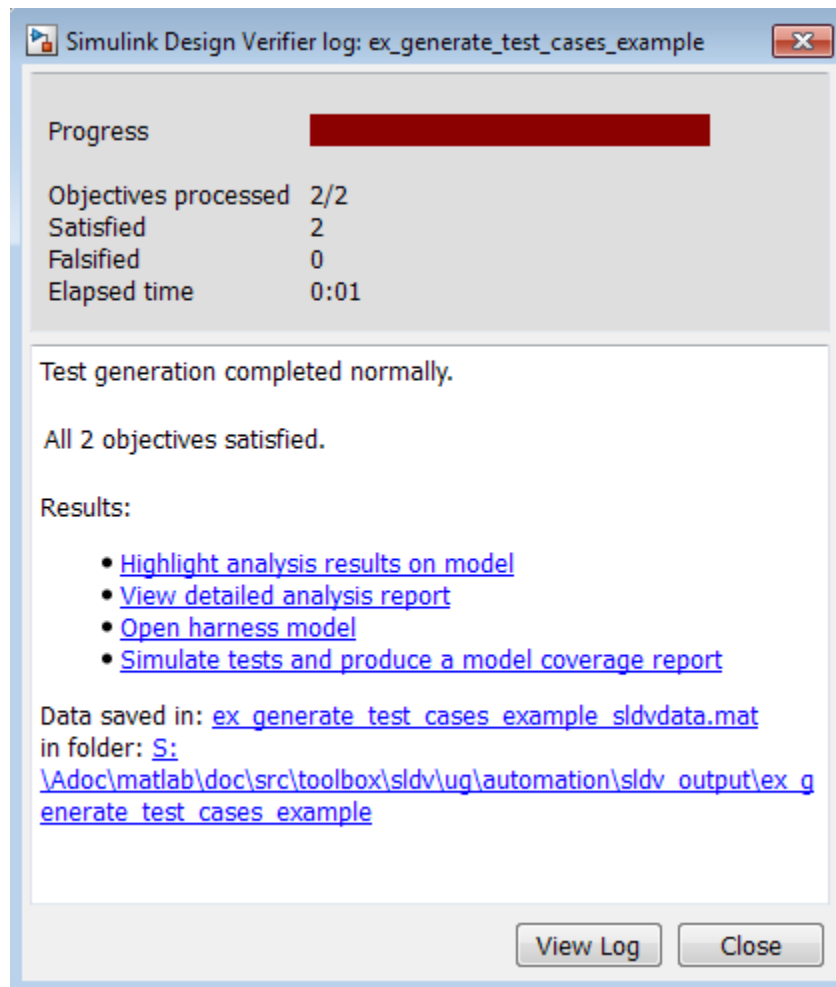 Simulink Design Verifier log: ex_generate_test_cases_example
Progress
Objectives processed 2/2
Satisfied 2
Falsified 0
Elapsed time 0:01
Test generation completed normally.
All 2 objectives satisfied.
Results:
• Highlight analysis results on model
• View detailed analysis report
• Open harness model
• Simulate tests and produce a model coverage report
Data saved in: ex_generate_test_cases_example_sldvdata.mat
in folder: S:
\Adoc\matlab\doc\src\toolbox\sldv\ug\automation\sldv_output\ex_g
enerate_test_cases_example
View Log Close